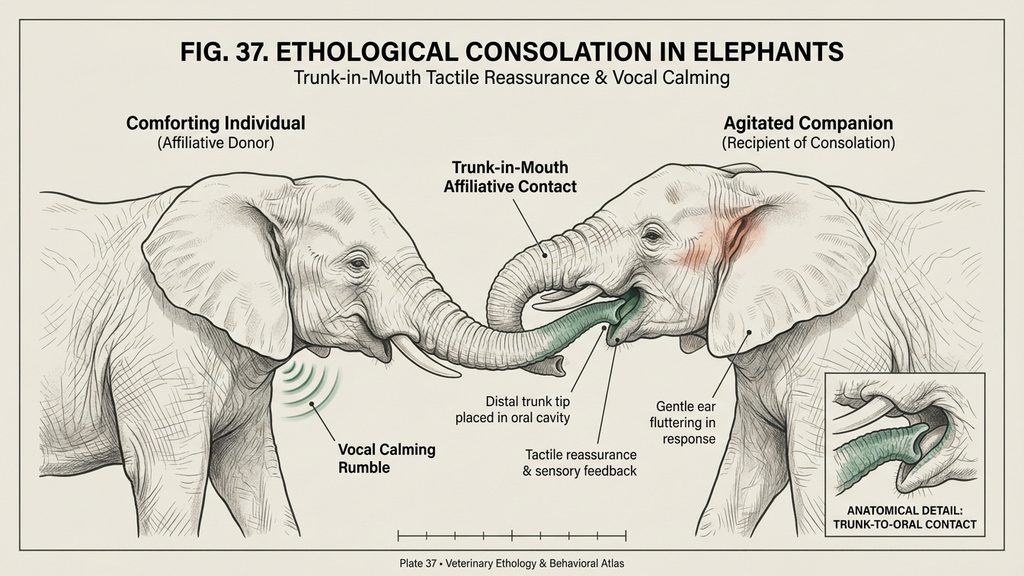 FIG. 37. ETHOLOGICAL CONSOLATION IN ELEPHANTS
Trunk-in-Mouth Tactile Reassurance & Vocal Calming
Comforting Individual
(Affiliative Donor)
Agitated Companion
(Recipient of Consolation)
Trunk-in-Mouth
Affiliative Contact
Distal trunk tip
placed in oral cavity
Gentle ear
fluttering in
response
Tactile reassurance
& sensory feedback
Vocal Calming
Rumble
ANATOMICAL DETAIL:
TRUNK-TO-ORAL CONTACT
Plate 37 • Veterinary Ethology & Behavioral Atlas